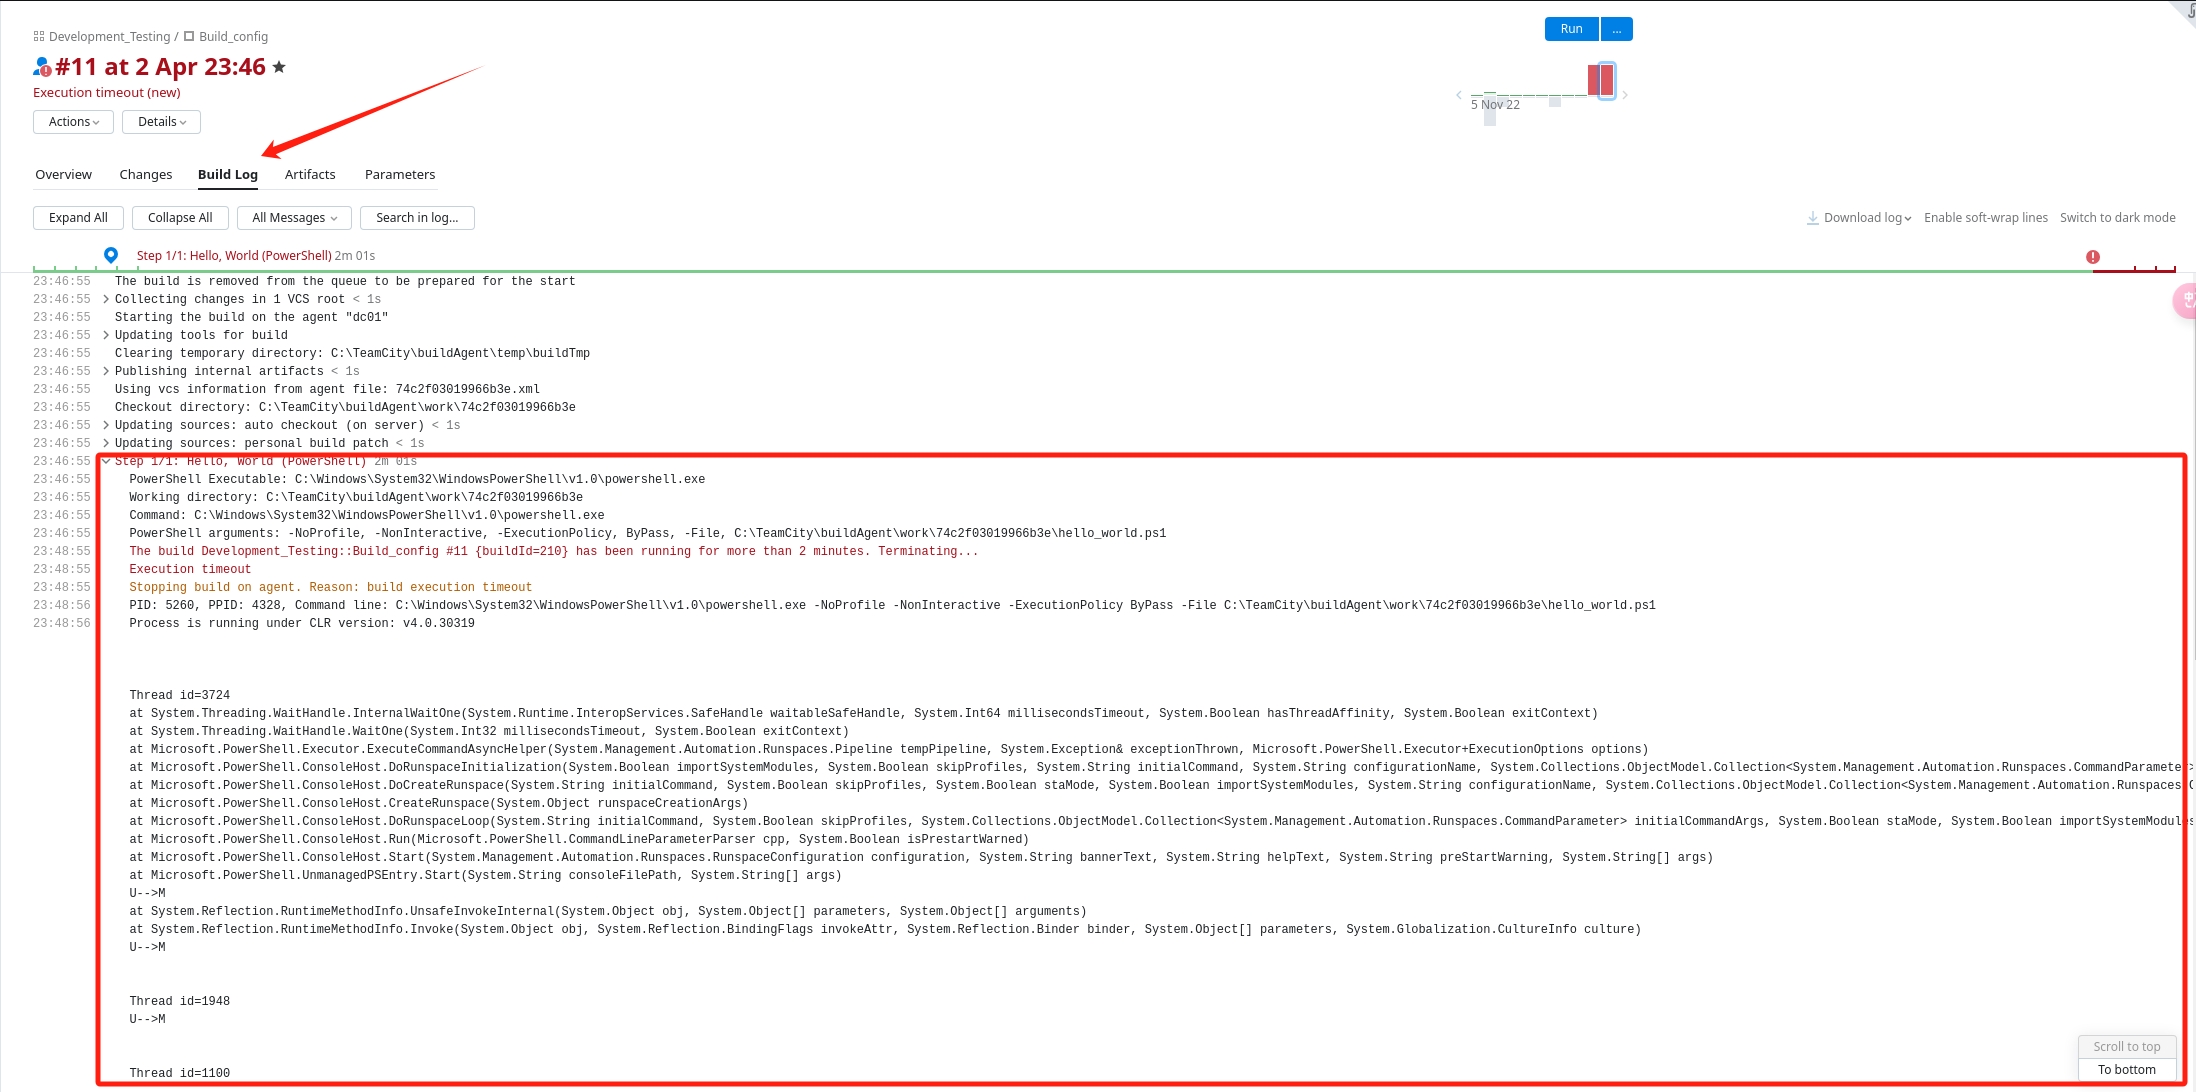 Development_Testing / Build_config
Run ...
#11 at 2 Apr 23:46
Execution timeout (new)
5 Nov 22
Actions Details
Overview Changes Build Log Artifacts Parameters
Expand All Collapse All All Messages Search in log... Download log Enable soft-wrap lines Switch to dark mode
Step 1/1: Hello, World (PowerShell) 2m 01s
23:46:55 The build is removed from the queue to be prepared for the start
23:46:55 Collecting changes in 1 VCS root < 1s
23:46:55 Starting the build on the agent "dc01"
23:46:55 Updating tools for build
23:46:55 Clearing temporary directory: C:\TeamCity\buildAgent\temp\buildTmp
23:46:55 Publishing internal artifacts < 1s
23:46:55 Using vcs information from agent file: 74c2f03019966b3e.xml
23:46:55 Checkout directory: C:\TeamCity\buildAgent\work\74c2f03019966b3e
23:46:55 Updating sources: auto checkout (on server) < 1s
23:46:55 Updating sources: personal build patch < 1s
23:46:55 Step 1/1: Hello, World (PowerShell) 2m 01s
23:46:55 PowerShell Executable: C:\Windows\System32\WindowsPowerShell\v1.0\powershell.exe
23:46:55 Working directory: C:\TeamCity\buildAgent\work\74c2f03019966b3e
23:46:55 Command: C:\Windows\System32\WindowsPowerShell\v1.0\powershell.exe
23:46:55 PowerShell arguments: -NoProfile, -NonInteractive, -ExecutionPolicy, ByPass, -File, C:\TeamCity\buildAgent\work\74c2f03019966b3e\hello_world.ps1
23:48:55 The build Development_Testing::Build_config #11 {buildId=210} has been running for more than 2 minutes. Terminating...
23:48:55 Execution timeout
23:48:55 Stopping build on agent. Reason: build execution timeout
23:48:56 PID: 5260, PPID: 4328, Command line: C:\Windows\System32\WindowsPowerShell\v1.0\powershell.exe -NoProfile -NonInteractive -ExecutionPolicy ByPass -File C:\TeamCity\buildAgent\work\74c2f03019966b3e\hello_world.ps1
23:48:56 Process is running under CLR version: v4.0.30319
Thread id=3724
at System.Threading.WaitHandle.InternalWaitOne(System.Runtime.InteropServices.SafeHandle waitableSafeHandle, System.Int64 millisecondsTimeout, System.Boolean hasThreadAffinity, System.Boolean exitContext)
at System.Threading.WaitHandle.WaitOne(System.Int32 millisecondsTimeout, System.Boolean exitContext)
at Microsoft.PowerShell.Executor.ExecuteCommandAsyncHelper(System.Management.Automation.Runspaces.Pipeline tempPipeline, System.Exception& exceptionThrown, Microsoft.PowerShell.Executor+ExecutionOptions options)
at Microsoft.PowerShell.ConsoleHost.DoRunspaceInitialization(System.Boolean importSystemModules, System.Boolean skipProfiles, System.String initialCommand, System.String configurationName, System.Collections.ObjectModel.Collection<System.Management.Automation.Runspaces.CommandParameter>
at Microsoft.PowerShell.ConsoleHost.DoCreateRunspace(System.String initialCommand, System.Boolean skipProfiles, System.Boolean staMode, System.Boolean importSystemModules, System.String configurationName, System.Collections.ObjectModel.Collection<System.Management.Automation.Runspaces.C
at Microsoft.PowerShell.ConsoleHost.CreateRunspace(System.Object runspaceCreationArgs)
at Microsoft.PowerShell.ConsoleHost.DoRunspaceLoop(System.String initialCommand, System.Boolean skipProfiles, System.Collections.ObjectModel.Collection<System.Management.Automation.Runspaces.CommandParameter> initialCommandArgs, System.Boolean staMode, System.Boolean importSystemModules
at Microsoft.PowerShell.ConsoleHost.Run(Microsoft.PowerShell.CommandLineParameterParser cpp, System.Boolean isPrestartWarned)
at Microsoft.PowerShell.ConsoleHost.Start(System.Management.Automation.Runspaces.RunspaceConfiguration configuration, System.String bannerText, System.String helpText, System.String preStartWarning, System.String[] args)
at Microsoft.PowerShell.UnmanagedPSEntry.Start(System.String consoleFilePath, System.String[] args)
U-->M
at System.Reflection.RuntimeMethodInfo.UnsafeInvokeInternal(System.Object obj, System.Object[] parameters, System.Object[] arguments)
at System.Reflection.RuntimeMethodInfo.Invoke(System.Object obj, System.Reflection.BindingFlags invokeAttr, System.Reflection.Binder binder, System.Object[] parameters, System.Globalization.CultureInfo culture)
U-->M
Thread id=1948
U-->M
Thread id=1100
Scroll to top
To bottom